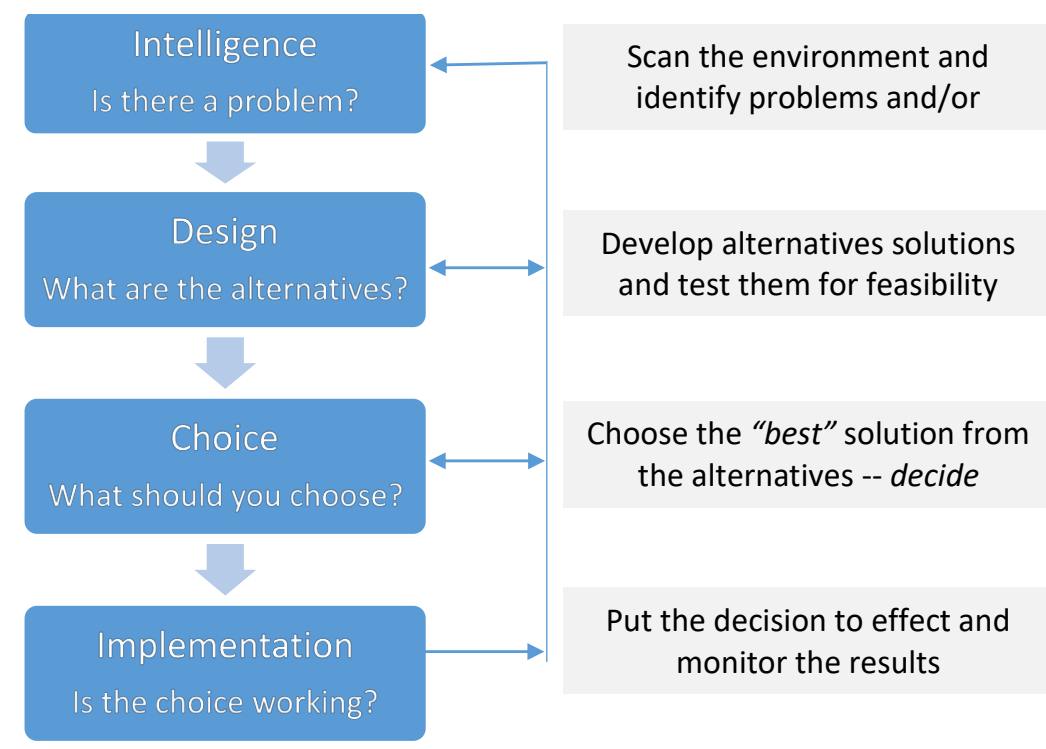 Intelligence
Is there a problem?
Scan the environment and
identify problems and/or
Design
What are the alternatives?
Develop alternatives solutions
and test them for feasibility
Choice
What should you choose?
Choose the “best” solution from
the alternatives -- decide
Implementation
Is the choice working?
Put the decision to effect and
monitor the results